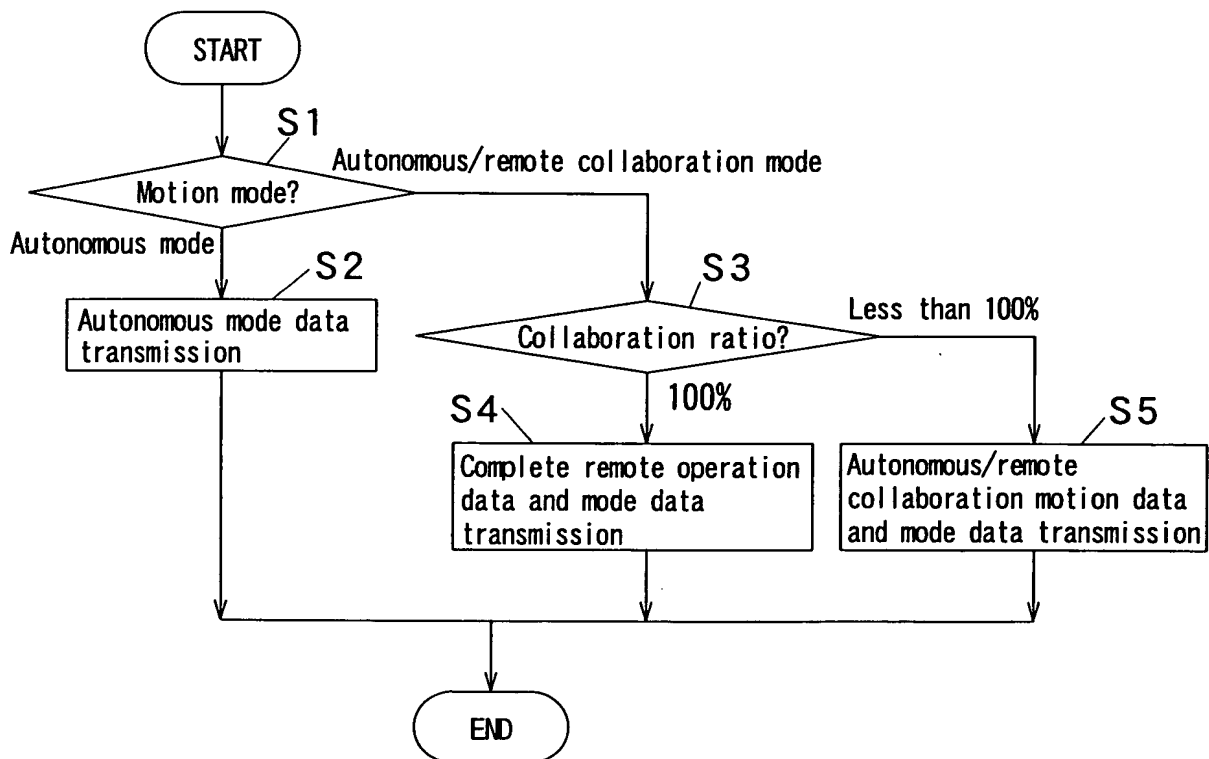 START
S1
Autonomous/remote collaboration mode
Motion mode?
Autonomous mode
S2
S3
Autonomous mode data
transmission
Less than 100%
Collaboration ratio?
100%
S4
S5
Complete remote operation
data and mode data
transmission
Autonomous/remote
collaboration motion data
and mode data transmission
END